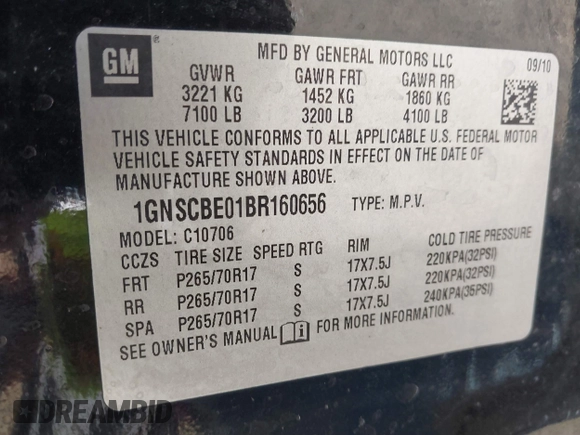 GM
MFD BY GENERAL MOTORS LLC
09/10
GVWR GAWR FRT GAWR RR
3221 KG 1452 KG 1860 KG
7100 LB 3200 LB 4100 LB
THIS VEHICLE CONFORMS TO ALL APPLICABLE U.S. FEDERAL MOTOR
VEHICLE SAFETY STANDARDS IN EFFECT ON THE DATE OF
MANUFACTURE SHOWN ABOVE.
1GNSCBE01BR160656 TYPE: M.P.V.
MODEL: C10706
CCZS TIRE SIZE SPEED RTG RIM COLD TIRE PRESSURE
FRT P265/70R17 S 17X7.5J 220KPA(32PSI)
RR P265/70R17 S 17X7.5J 220KPA(32PSI)
SPA P265/70R17 S 17X7.5J 240KPA(35PSI)
SEE OWNER'S MANUAL i FOR MORE INFORMATION.
DREAMBID